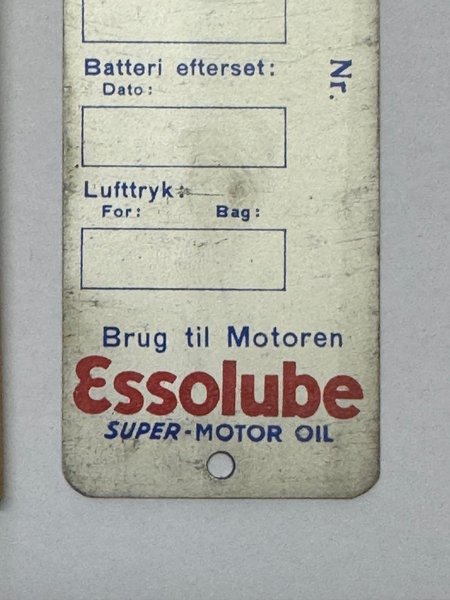 Batteri efterset:
Dato:
Nr.
Lufttryk:
For: Bag:
Brug til Motoren
Essolube
SUPER-MOTOR OIL